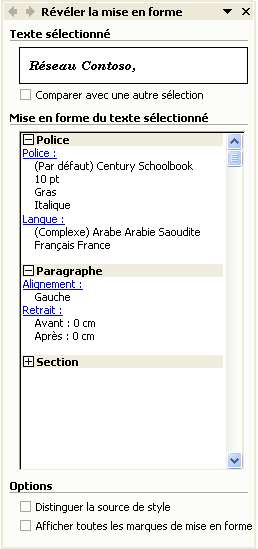 Révéler la mise en forme
Texte sélectionné
Réseau Contoso,
Comparer avec une autre sélection
Mise en forme du texte sélectionné
Police
Police :
(Par défaut) Century Schoolbook
10 pt
Gras
Italique
Langue :
(Complexe) Arabe Arabie Saoudite
Français France
Paragraphe
Alignement :
Gauche
Retrait :
Avant : 0 cm
Après : 0 cm
Section
Options
Distinguer la source de style
Afficher toutes les marques de mise en forme